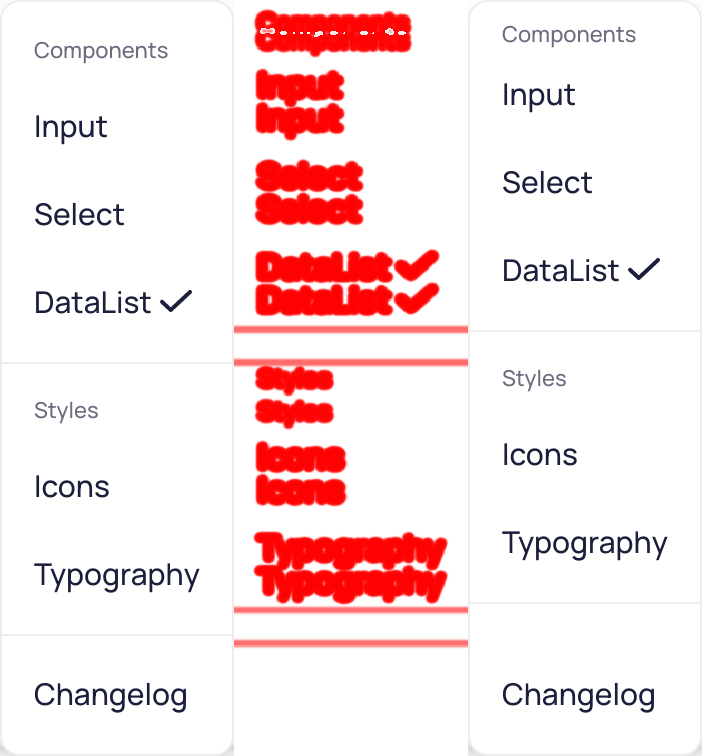 Components
Input
Select
DataList
Styles
Icons
Typography
Changelog
Components
Components
Input
Input
Select
Select
DataList
DataList
Styles
Styles
Icons
Icons
Typography
Typography
Components
Input
Select
DataList
Styles
Icons
Typography
Changelog